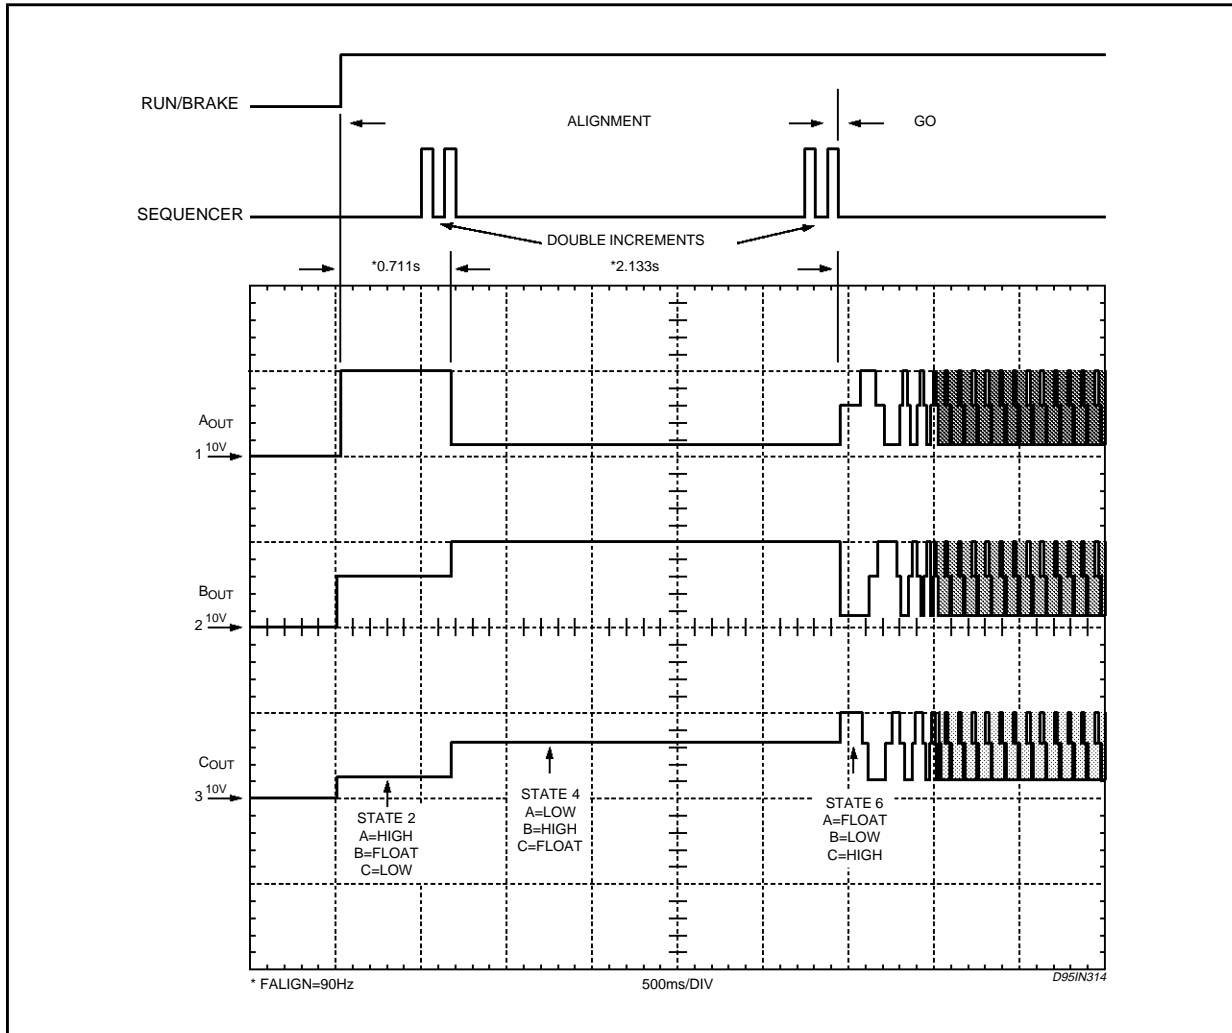 RUN/BRAKE
ALIGNMENT
GO
SEQUENCER
DOUBLE INCREMENTS
*0.711s
*2.133s
AOUT
1 10V
BOUT
2 10V
COUT
3 10V
STATE 2
A=HIGH
B=FLOAT
C=LOW
STATE 4
A=LOW
B=HIGH
C=FLOAT
STATE 6
A=FLOAT
B=LOW
C=HIGH
* FALIGN=90Hz
500ms/DIV
D95IN314